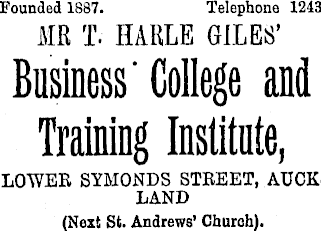 Founded 1887. Telephone 1243
MR T. HARLE GILES'
Business College and
Training Institute,
LOWER SYMONDS STREET, AUCK
LAND
(Next St. Andrews' Church).